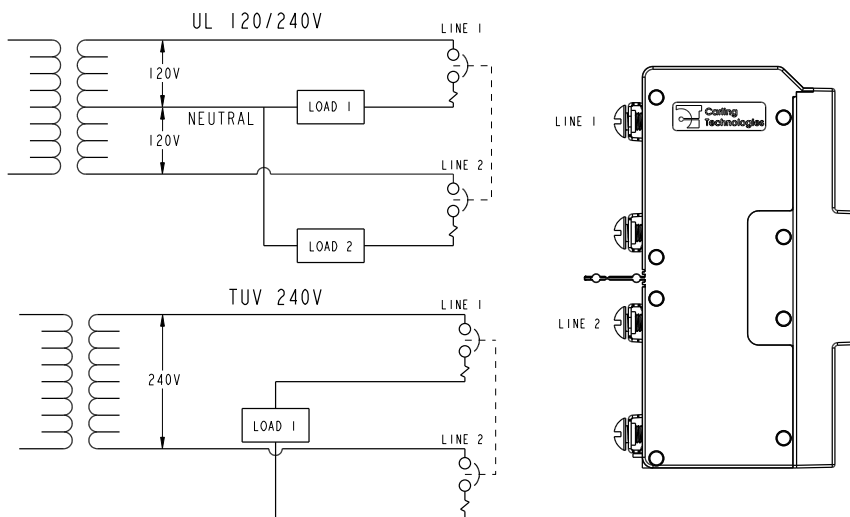 UL 120/240V
LINE 1
120V
LOAD 1
NEUTRAL
120V
LINE 2
LOAD 2
TUV 240V
LINE 1
240V
LOAD 1
LINE 2
LINE 1
Carling
Technologies
LINE 2